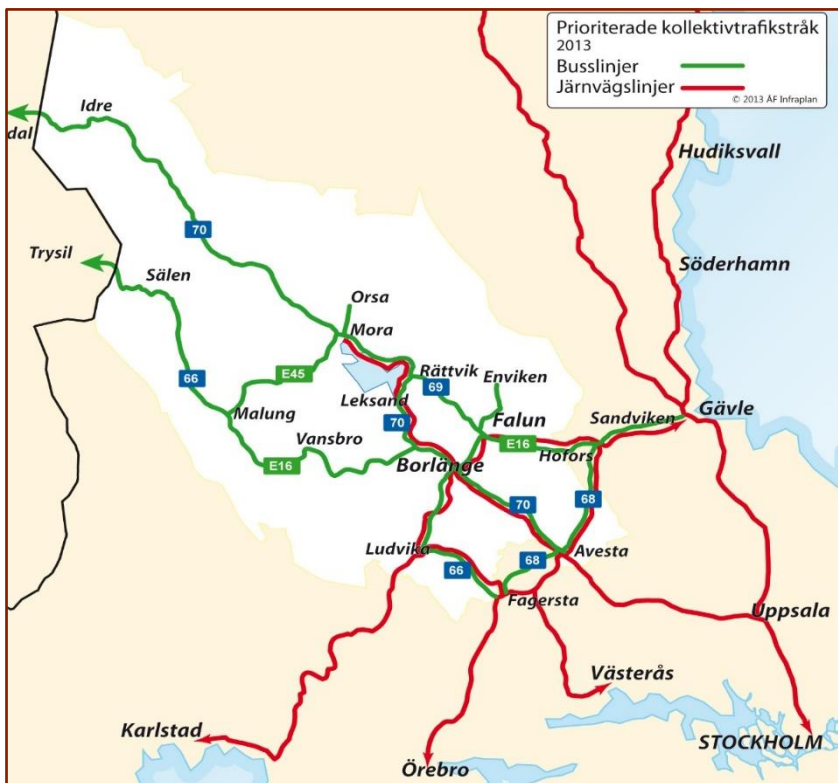 Prioriterade kollektivtrafikstråk
2013
Busslinjer
Järnvägslinjer
© 2013 ÅF Infraplan
Idre
dal
Hudiksvall
70
Trysil
Sälen
Söderhamn
Orsa
Mora
E45
66
Rättvik
Enviken
69
Leksand
Malung
Falun
Sandviken
Gävle
70
Vansbro
E16
Hofors
Borlänge
E16
68
70
Ludvika
Avesta
68
66
Fagersta
Uppsala
Västerås
Karlstad
STOCKHOLM
Örebro